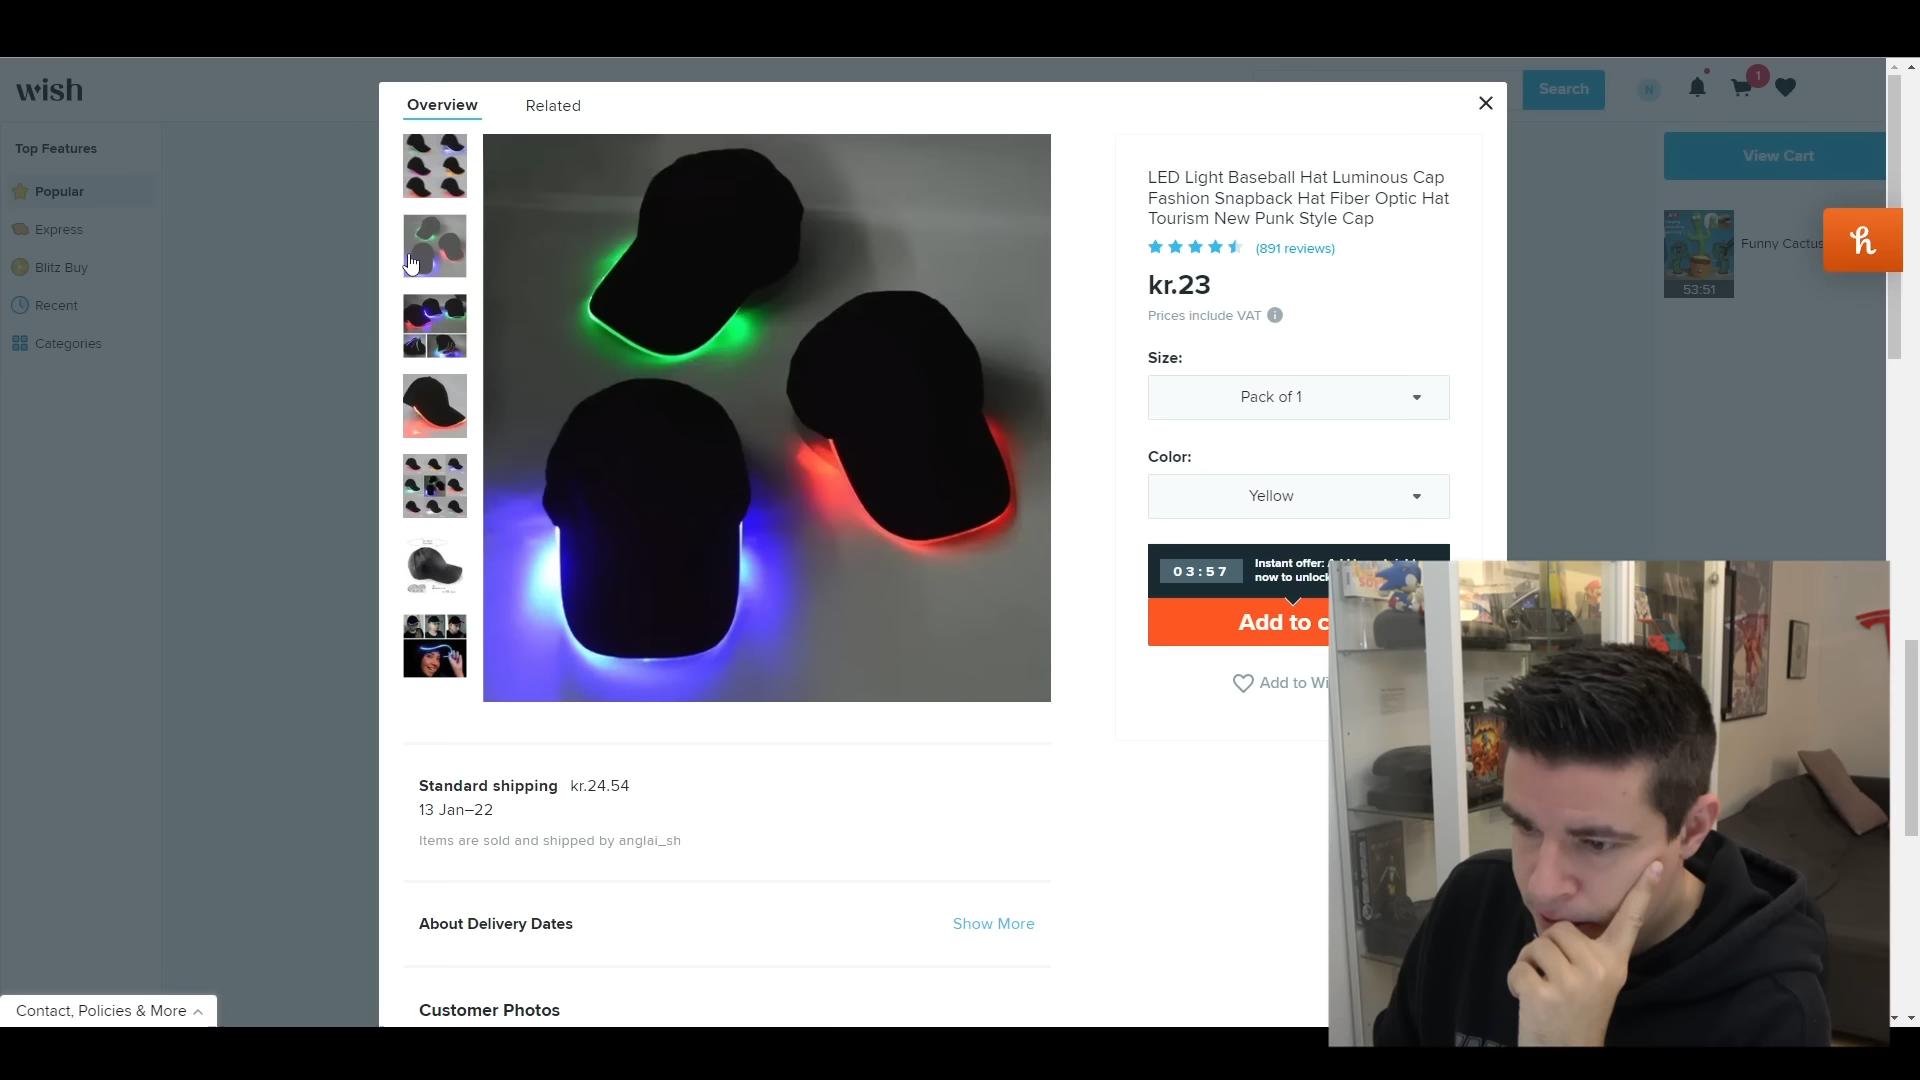 wish
Search
N
1
Top Features
Popular
Express
Blitz Buy
Recent
Categories
Overview
Related
LED Light Baseball Hat Luminous Cap
Fashion Snapback Hat Fiber Optic Hat
Tourism New Punk Style Cap
(891 reviews)
kr.23
Prices include VAT
Size:
Pack of 1
Color:
Yellow
03:57
Instant offer:
now to unlock
Add to c
Add to Wi
View Cart
Funny Cactus
53:51
Standard shipping kr.24.54
13 Jan–22
Items are sold and shipped by anglai_sh
About Delivery Dates
Show More
Customer Photos
Contact, Policies & More